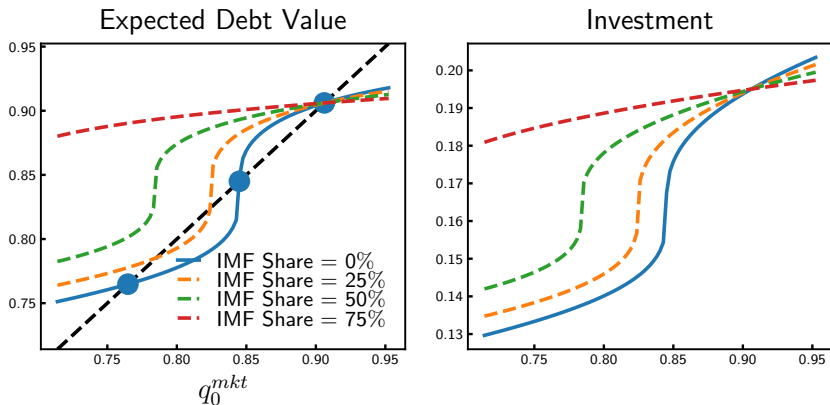 Expected Debt Value
0.95
0.90
0.85
0.80
0.75
IMF Share = 0%
IMF Share = 25%
IMF Share = 50%
IMF Share = 75%
0.75 0.80 0.85 0.90 0.95
q_0^{mkt}
Investment
0.20
0.19
0.18
0.17
0.16
0.15
0.14
0.13
0.75 0.80 0.85 0.90 0.95